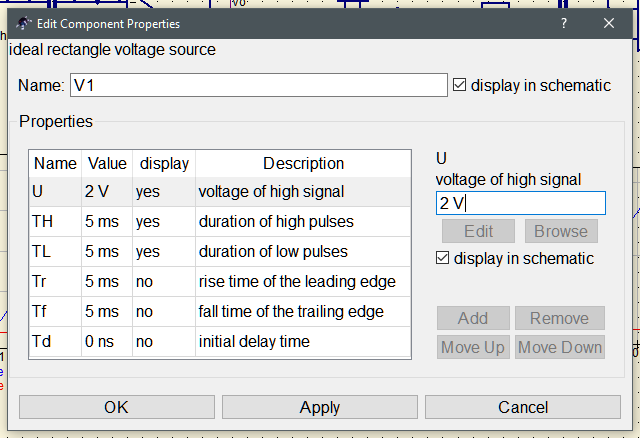 Edit Component Properties
ideal rectangle voltage source
Name: V1 display in schematic
Properties
Name Value display Description
U 2 V yes voltage of high signal
TH 5 ms yes duration of high pulses
TL 5 ms yes duration of low pulses
Tr 5 ms no rise time of the leading edge
Tf 5 ms no fall time of the trailing edge
Td 0 ns no initial delay time
U
voltage of high signal
2 V
Edit Browse
display in schematic
Add Remove
Move Up Move Down
OK Apply Cancel